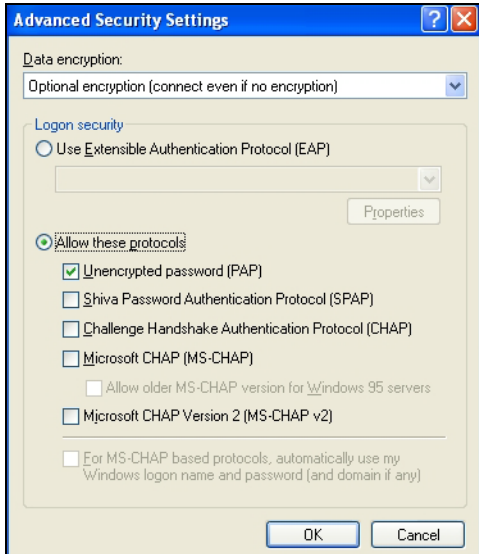 Advanced Security Settings
Data encryption:
Optional encryption (connect even if no encryption)
Logon security
Use Extensible Authentication Protocol (EAP)
Properties
Allow these protocols
Unencrypted password (PAP)
Shiva Password Authentication Protocol (SPAP)
Challenge Handshake Authentication Protocol (CHAP)
Microsoft CHAP (MS-CHAP)
Allow older MS-CHAP version for Windows 95 servers
Microsoft CHAP Version 2 (MS-CHAP v2)
For MS-CHAP based protocols, automatically use my
Windows logon name and password (and domain if any)
OK Cancel